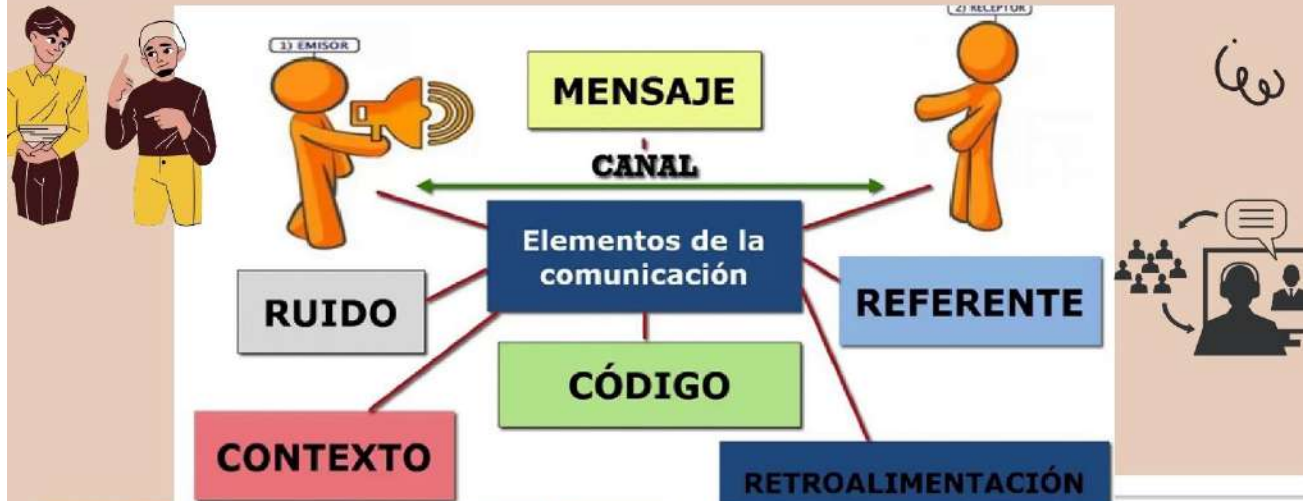 1) EMISOR
2) RECEPTOR
MENSAJE
CANAL
Elementos de la
comunicación
RUIDO
REFERENTE
CÓDIGO
CONTEXTO
RETROALIMENTACIÓN